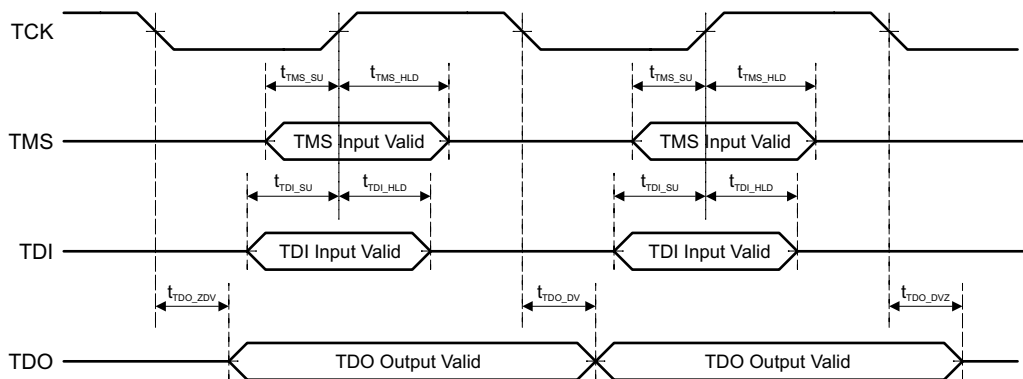 TCK
tTMS_SU tTMS_HLD tTMS_SU tTMS_HLD
TMS TMS Input Valid TMS Input Valid
tTDI_SU tTDI_HLD tTDI_SU tTDI_HLD
TDI TDI Input Valid TDI Input Valid
tTDO_ZDV tTDO_DV tTDO_DVZ
TDO TDO Output Valid TDO Output Valid